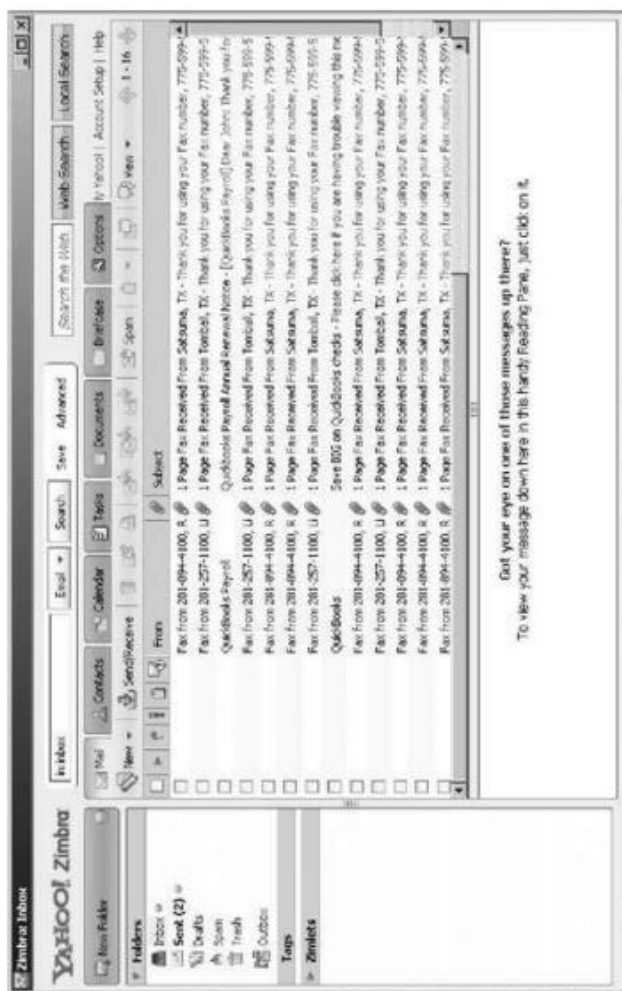 Zimbra: Inbox
YAHOO! Zimbra
in:inbox
Email
Search
Save
Advanced
Search the Web
Web Search
Local Search
New Folder
Mail
Contacts
Calendar
Tasks
Documents
Briefcase
Options
Yahoo! | Account Setup | Help
New
Send/Receive
Spam
View
1 - 16
Folders
Inbox
Sent (2)
Drafts
Spam
Trash
Outbox
Tags
Zimlets
From
Subject
Fax from 281-894-4100, R 1 Page Fax Received From Satsuma, TX - Thank you for using your Fax number, 775-599-
Fax from 281-257-1100, U 1 Page Fax Received From Tomball, TX - Thank you for using your Fax number, 775-599-5
QuickBooks Payroll Quickbooks Payroll Annual Renewal Notice - [QuickBooks Payroll] Dear John: Thank you for
Fax from 281-257-1100, U 1 Page Fax Received From Tomball, TX - Thank you for using your Fax number, 775-599-5
Fax from 281-894-4100, R 1 Page Fax Received From Satsuma, TX - Thank you for using your Fax number, 775-599-
Fax from 281-894-4100, R 1 Page Fax Received From Satsuma, TX - Thank you for using your Fax number, 775-599-
Fax from 281-257-1100, U 1 Page Fax Received From Tomball, TX - Thank you for using your Fax number, 775-599-5
QuickBooks Save BIG on QuickBooks checks - Please click here if you are having trouble viewing this me
Fax from 281-894-4100, R 1 Page Fax Received From Satsuma, TX - Thank you for using your Fax number, 775-599-
Fax from 281-257-1100, U 1 Page Fax Received From Tomball, TX - Thank you for using your Fax number, 775-599-5
Fax from 281-894-4100, R 1 Page Fax Received From Satsuma, TX - Thank you for using your Fax number, 775-599-
Fax from 281-894-4100, R 1 Page Fax Received From Satsuma, TX - Thank you for using your Fax number, 775-599-
Fax from 281-894-4100, R 1 Page Fax Received From Satsuma, TX - Thank you for using your Fax number, 775-599-
Got your eye on one of those messages up there?
To view your message down here in this handy Reading Pane, just click on it.